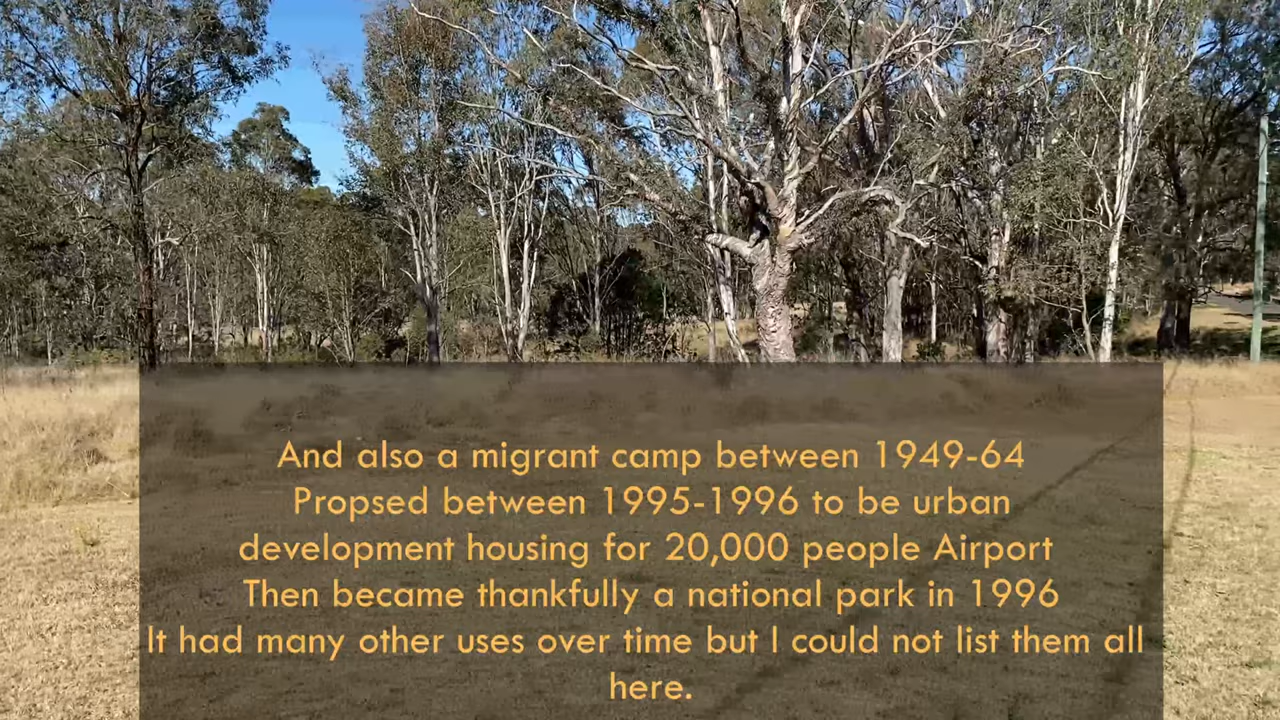 And also a migrant camp between 1949-64
Propsed between 1995-1996 to be urban
development housing for 20,000 people Airport
Then became thankfully a national park in 1996
It had many other uses over time but I could not list them all
here.